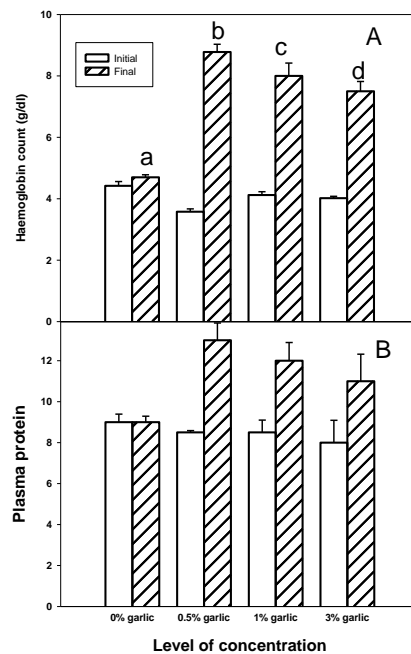 A
B
Initial
Final
a
b
c
d
Haemoglobin count (g/dl)
10
8
6
4
2
0
Plasma protein
12
10
8
6
4
2
0
0% garlic 0.5% garlic 1% garlic 3% garlic
Level of concentration